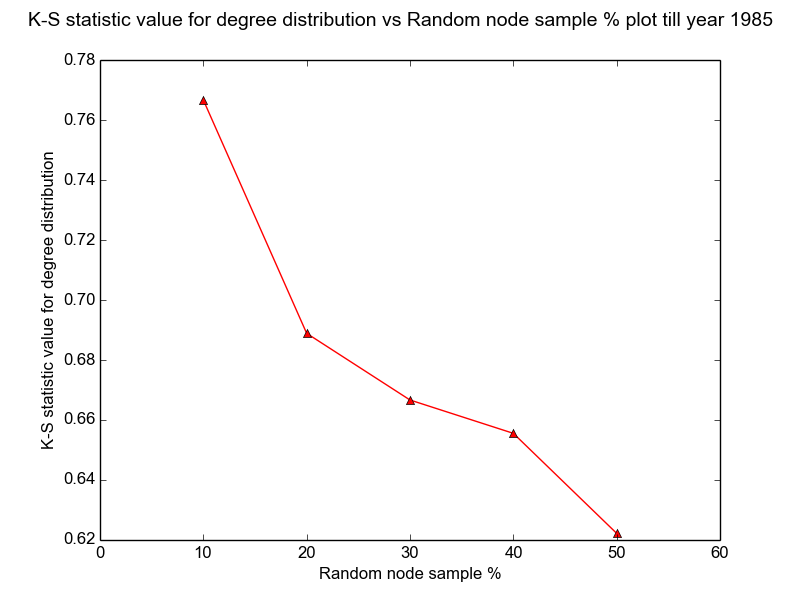 K-S statistic value for degree distribution vs Random node sample % plot till year 1985
K-S statistic value for degree distribution
0.78
0.76
0.74
0.72
0.70
0.68
0.66
0.64
0.62
0 10 20 30 40 50 60
Random node sample %